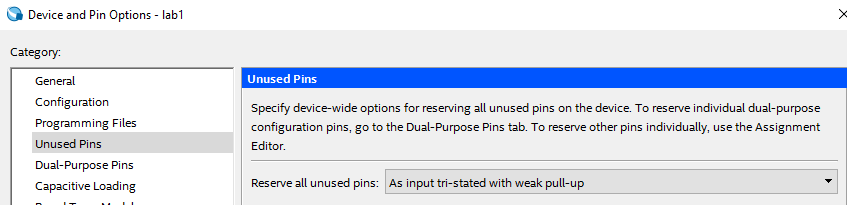 Device and Pin Options - lab1
Category:
General
Configuration
Programming Files
Unused Pins
Dual-Purpose Pins
Capacitive Loading
Unused Pins
Specify device-wide options for reserving all unused pins on the device. To reserve individual dual-purpose
configuration pins, go to the Dual-Purpose Pins tab. To reserve other pins individually, use the Assignment
Editor.
Reserve all unused pins: As input tri-stated with weak pull-up